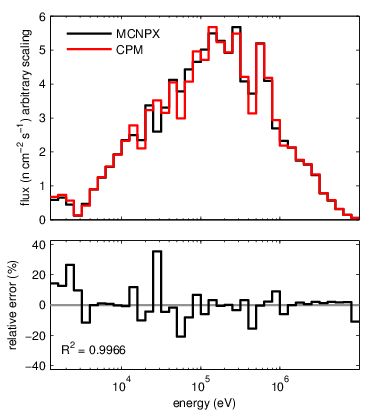 6
5
4
3
2
1
0
flux (n cm⁻² s⁻¹) arbitrary scaling
MCNPX
CPM
40
20
0
−20
−40
relative error (%)
R² = 0.9966
10⁴ 10⁵ 10⁶
energy (eV)